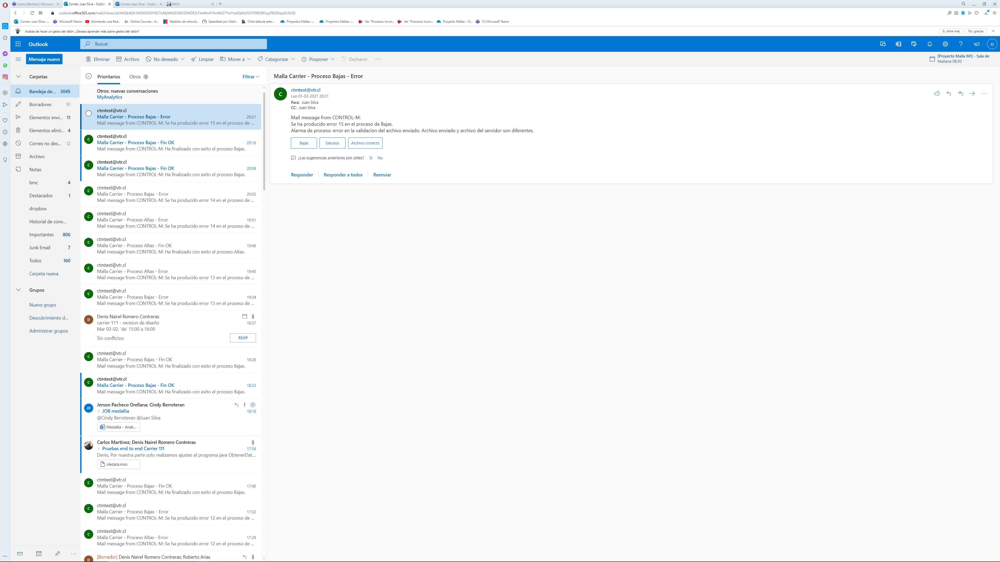 Carlos Martinez | Microsoft
Correo: Juan Silva - Outlook
Correo: Juan Silva - Outlook
EMOL
outlook.office365.com/mail/inbox/id/
Correo: Juan Silva -...
Microsoft Teams
Montando una Red...
Online Courses - A...
Medidor de velocid...
Speedtest por Ookl...
Chile debuta este...
Proyectos Mallas -...
Proyectos Mallas -...
Ver "Procesos Incon...
Ver "Procesos incon...
Proyecto Mallas - O...
(1) Microsoft Teams
Acabas de hacer un gesto del ratón. ¿Deseas aprender más sobre gestos del ratón?
Sí, dime más
No, gracias
Outlook
Buscar
JS
Mensaje nuevo
Eliminar
Archivo
No deseado
Limpiar
Mover a
Categorizar
Posponer
Deshacer
[Proyecto Malla M1] - Sala de
Mañana 08:30
Carpetas
Bandeja de... 3045
Borradores 91
Elementos envi... 11
Elementos elimi... 4
Correo no des... 12
Archivo
Notas
bmc 4
Destacados 1
dropbox
Historial de conv...
Importantes 806
Junk Email 7
Todos 160
Carpeta nueva
Grupos
Nuevo grupo
Descubrimiento d...
Administrar grupos
Prioritarios
Otros 1
Filtrar
Otros: nuevas conversaciones
MyAnalytics
ctmtest@vtr.cl
Malla Carrier - Proceso Bajas - Error 20:21
Mail message from CONTROL-M: Se ha producido error 15 en el proceso de ...
C
ctmtest@vtr.cl
Malla Carrier - Proceso Bajas - Fin OK 20:16
Mail message from CONTROL-M: Ha finalizado con exito el proceso Bajas.
C
ctmtest@vtr.cl
Malla Carrier - Proceso Bajas - Fin OK 20:09
Mail message from CONTROL-M: Ha finalizado con exito el proceso Bajas.
C
ctmtest@vtr.cl
Malla Carrier - Proceso Bajas - Error 20:02
Mail message from CONTROL-M: Se ha producido error 14 en el proceso de ...
C
ctmtest@vtr.cl
Malla Carrier - Proceso Altas - Error 19:51
Mail message from CONTROL-M: Se ha producido error 14 en el proceso de ...
C
ctmtest@vtr.cl
Malla Carrier - Proceso Altas - Fin OK 19:46
Mail message from CONTROL-M: Ha finalizado con exito el proceso Altas.
C
ctmtest@vtr.cl
Malla Carrier - Proceso Altas - Error 19:40
Mail message from CONTROL-M: Se ha producido error 13 en el proceso de ...
C
ctmtest@vtr.cl
Malla Carrier - Proceso Bajas - Error 19:34
Mail message from CONTROL-M: Se ha producido error 13 en el proceso de ...
D
Denis Nairel Romero Contreras
carrier 111 - revision de diseño 18:37
Mar 02-02, 'de' 15:00 a 16:00
Sin conflictos
RSVP
C
ctmtest@vtr.cl
Malla Carrier - Proceso Bajas - Fin OK 18:28
Mail message from CONTROL-M: Ha finalizado con exito el proceso Bajas.
C
ctmtest@vtr.cl
Malla Carrier - Proceso Bajas - Fin OK 18:22
Mail message from CONTROL-M: Ha finalizado con exito el proceso Bajas.
JO
Jerson Pacheco Orellana; Cindy Berroteran
JOB medallia 18:16
@Cindy Berroteran @Juan Silva
Medallia - Anali...
Carlos Martinez; Denis Nairel Romero Contreras
Pruebas end to end Carrier 111 17:56
Denis, Por nuestra parte solo realizamos ajustes al programa java ObtenerDat...
oledata.mso
C
ctmtest@vtr.cl
Malla Carrier - Proceso Bajas - Fin OK 17:40
Mail message from CONTROL-M: Ha finalizado con exito el proceso Bajas.
C
ctmtest@vtr.cl
Malla Carrier - Proceso Bajas - Error 17:32
Mail message from CONTROL-M: Se ha producido error 12 en el proceso de ...
C
ctmtest@vtr.cl
Malla Carrier - Proceso Altas - Error 17:29
Mail message from CONTROL-M: Se ha producido error 12 en el proceso de ...
D
[Borrador] Denis Nairel Romero Contreras; Roberto Arias
Malla Carrier - Proceso Bajas - Error
C
ctmtest@vtr.cl
Lun 01-02-2021 20:21
Para: Juan Silva
CC: Juan Silva
Mail message from CONTROL-M:
Se ha producido error 15 en el proceso de Bajas.
Alarma de proceso: error en la validacion del archivo enviado. Archivo enviado y archivo del servidor son diferentes.
Bajas
Saludos.
Archivo correcto
¿Las sugerencias anteriores son útiles? Sí No
Responder
Responder a todos
Reenviar